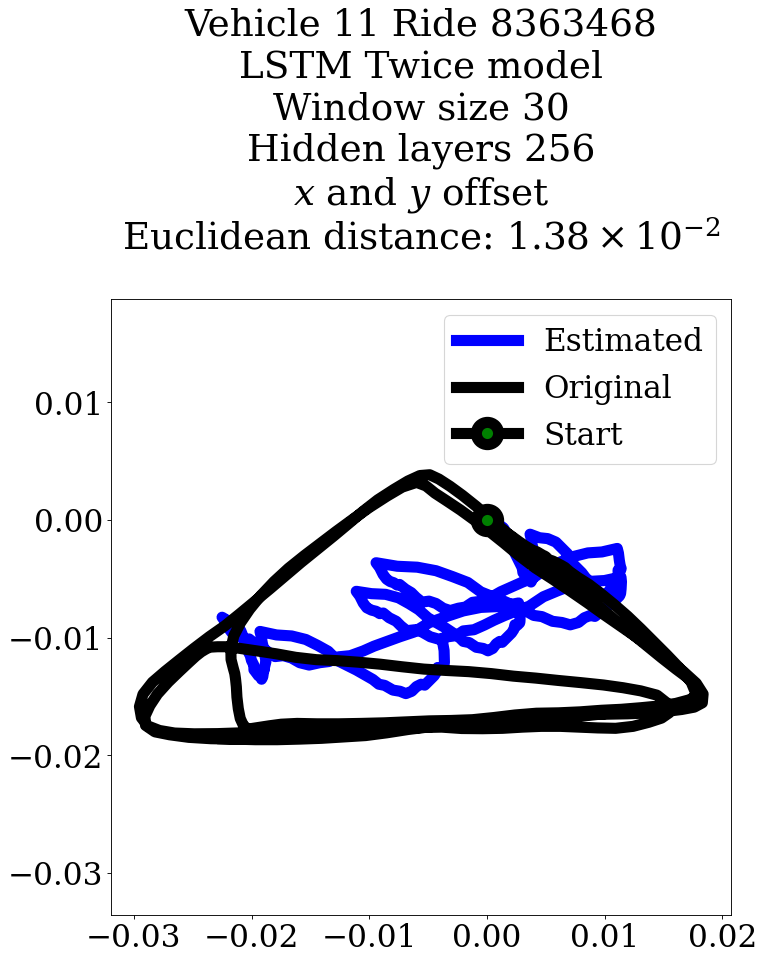 Vehicle 11 Ride 8363468
LSTM Twice model
Window size 30
Hidden layers 256
x and y offset
Euclidean distance: 1.38 × 10⁻²
Estimated
Original
Start
0.01
0.00
−0.01
−0.02
−0.03
−0.03 −0.02 −0.01 0.00 0.01 0.02